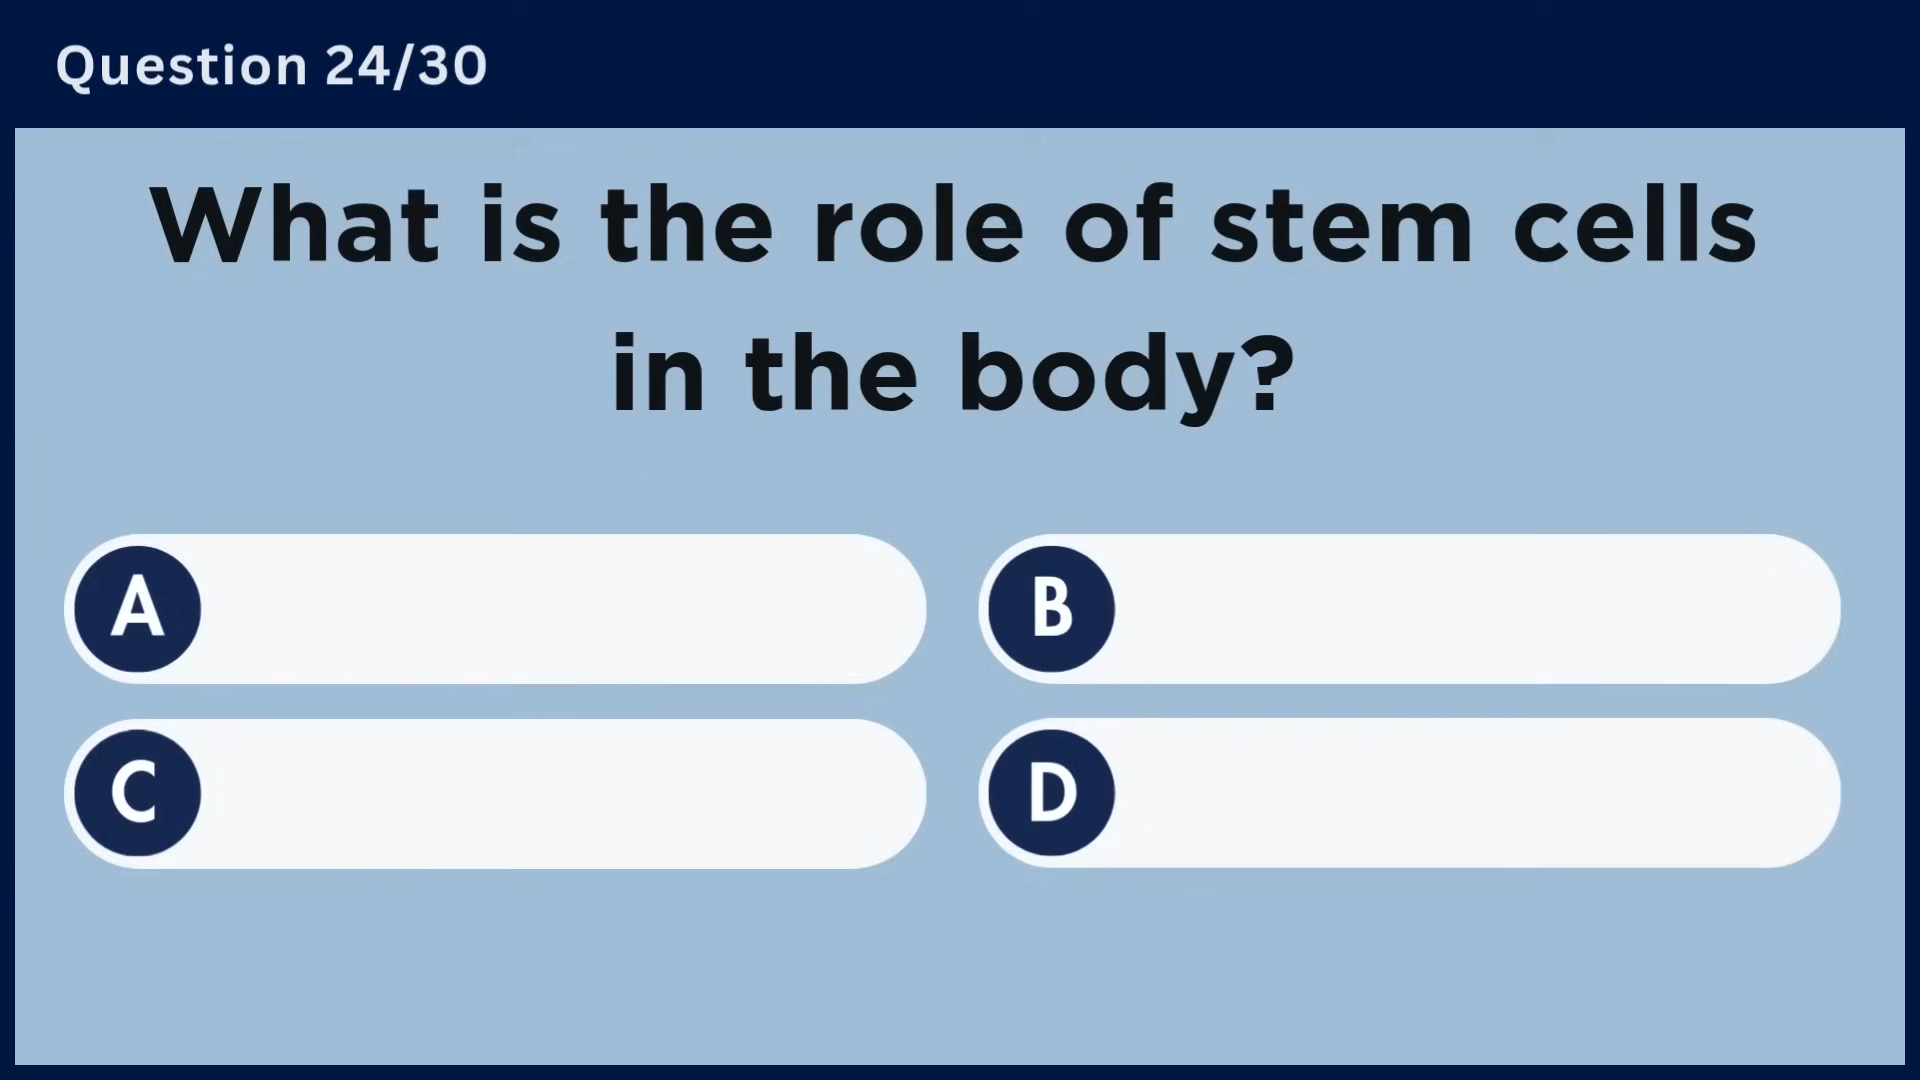 Question 24/30
What is the role of stem cells
in the body?
A
B
C
D